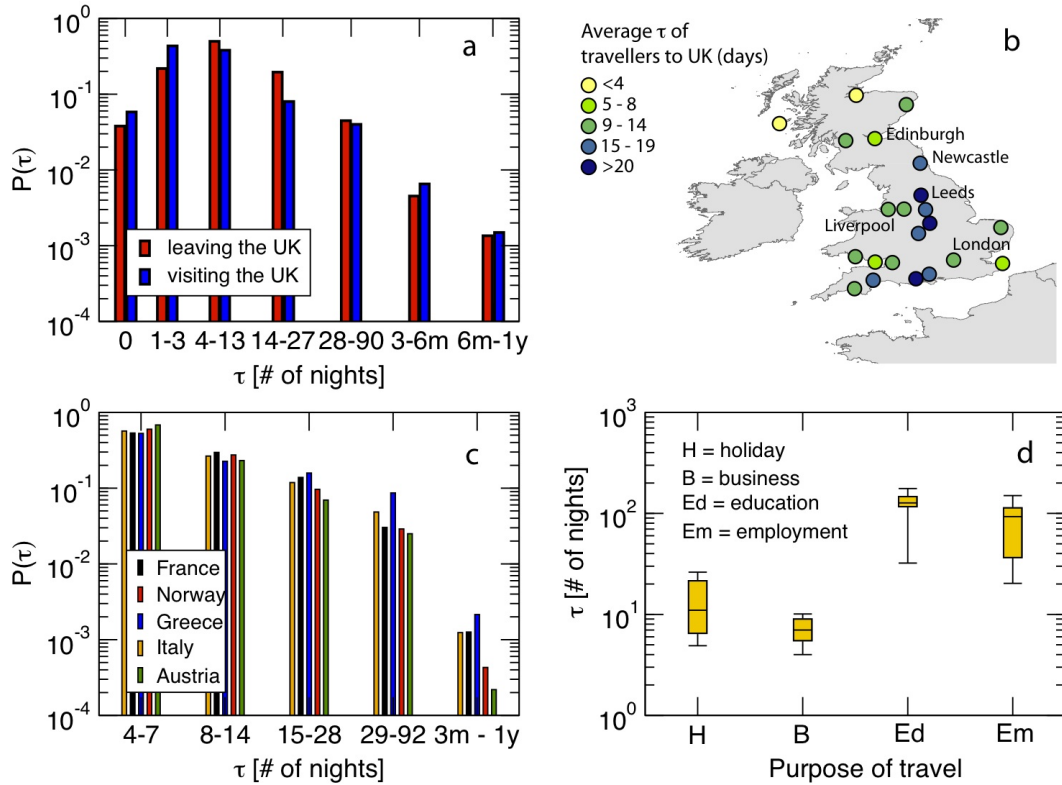 a
10^0
10^-1
10^-2
10^-3
10^-4
P(τ)
leaving the UK
visiting the UK
0 1-3 4-13 14-27 28-90 3-6m 6m-1y
τ [# of nights]
b
Average τ of
travellers to UK (days)
<4
5 - 8
9 - 14
15 - 19
>20
Edinburgh
Newcastle
Leeds
Liverpool
London
c
10^0
10^-1
10^-2
10^-3
10^-4
P(τ)
France
Norway
Greece
Italy
Austria
4-7 8-14 15-28 29-92 3m - 1y
τ [# of nights]
d
10^3
10^2
10^1
10^0
τ [# of nights]
H = holiday
B = business
Ed = education
Em = employment
H B Ed Em
Purpose of travel